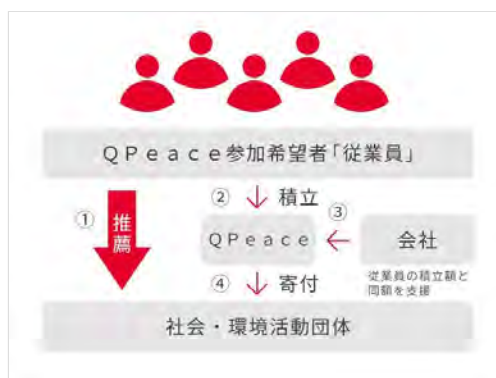 ＱＰｅａｃｅ参加希望者「従業員」
① 推薦
② 積立
③
ＱＰｅａｃｅ
会社
従業員の積立額と
同額を支援
④ 寄付
社会・環境活動団体